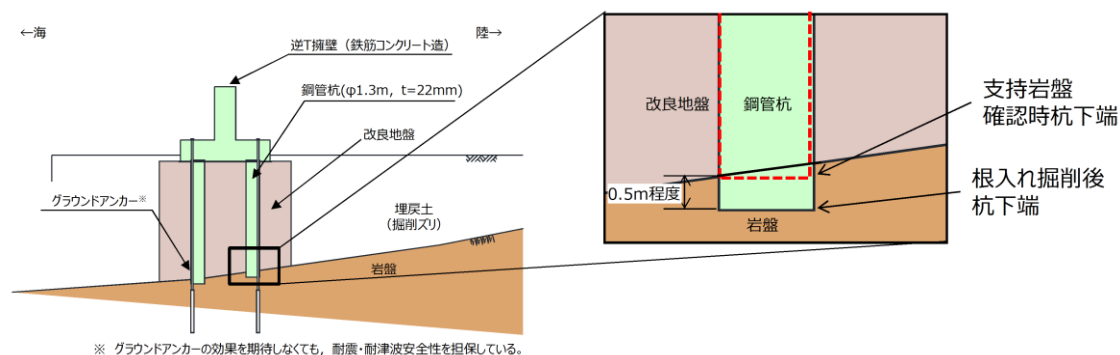 ←海
陸→
逆T擁壁（鉄筋コンクリート造）
鋼管杭(φ1.3m，t=22mm)
改良地盤
グラウンドアンカー※
埋戻土
（掘削ズリ）
岩盤
※ グラウンドアンカーの効果を期待しなくても，耐震・耐津波安全性を担保している。
改良地盤
鋼管杭
支持岩盤
確認時杭下端
0.5m程度
根入れ掘削後
杭下端
岩盤